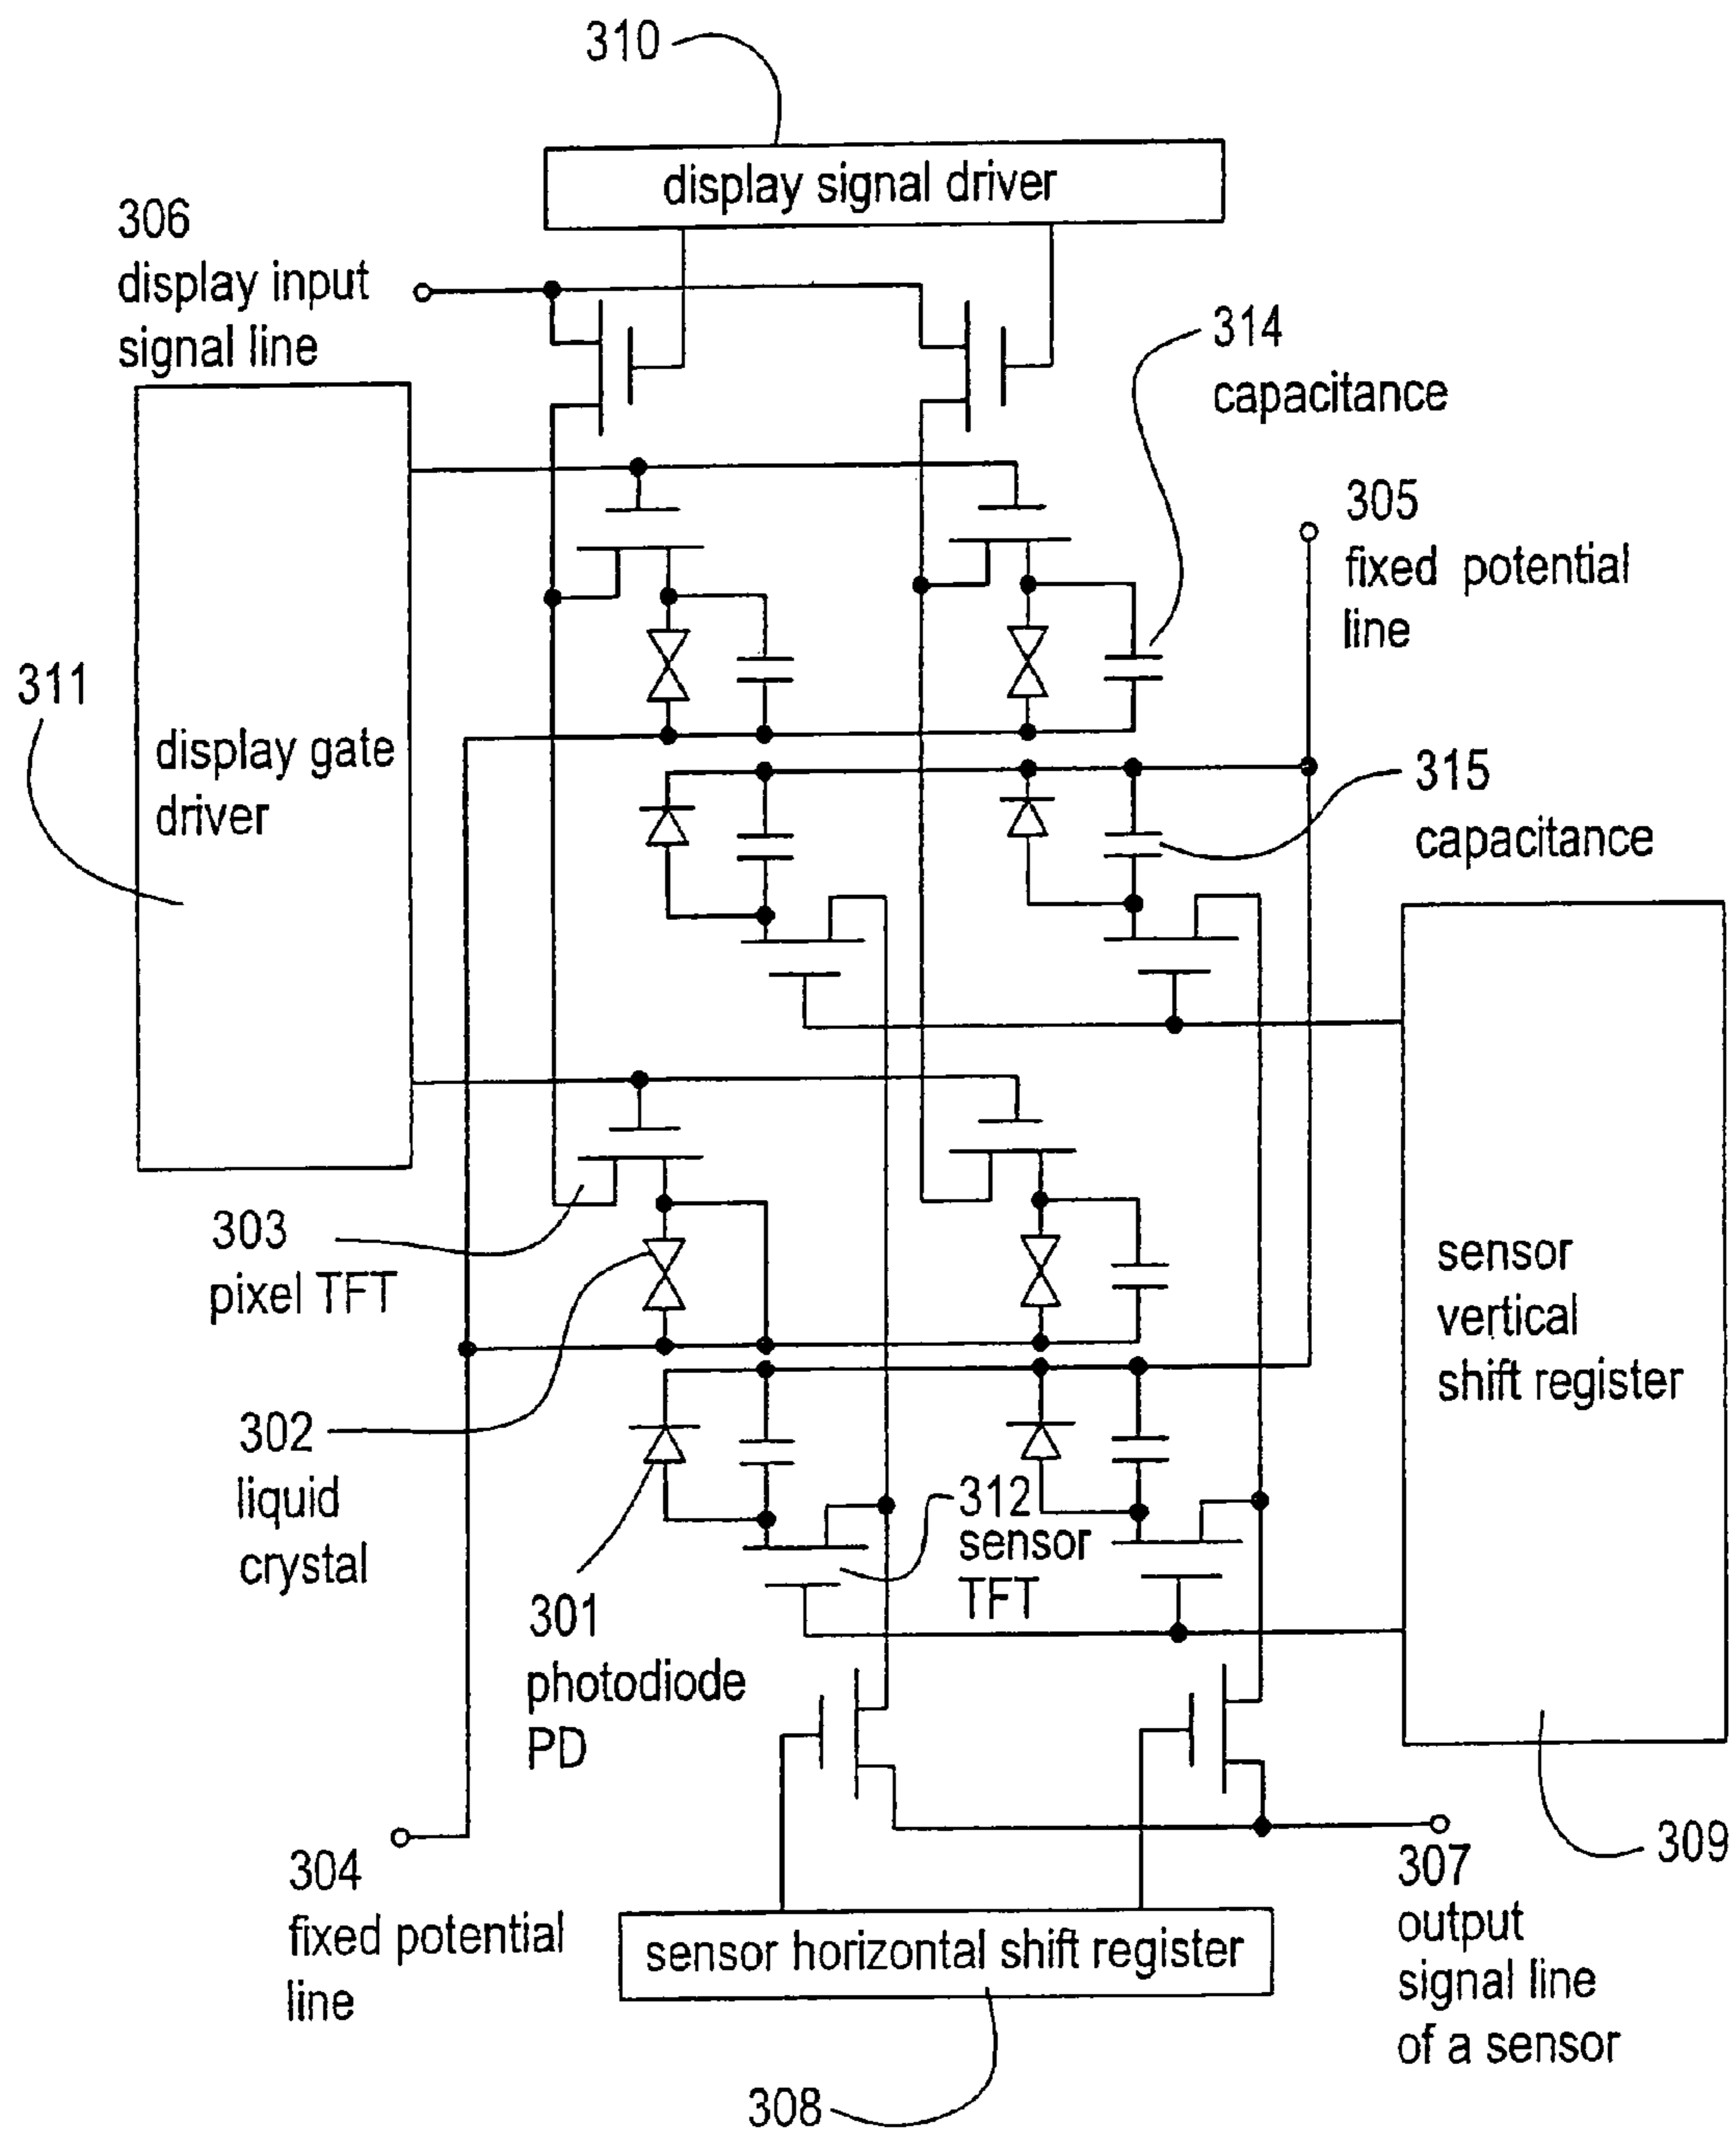 310
display signal driver
306
display input
signal line
314
capacitance
305
fixed potential
line
311
display gate
driver
315
capacitance
303
pixel TFT
sensor
vertical
shift register
302
liquid
crystal
312
sensor
TFT
301
photodiode
PD
304
fixed potential
line
309
307
output
signal line
of a sensor
sensor horizontal shift register
308